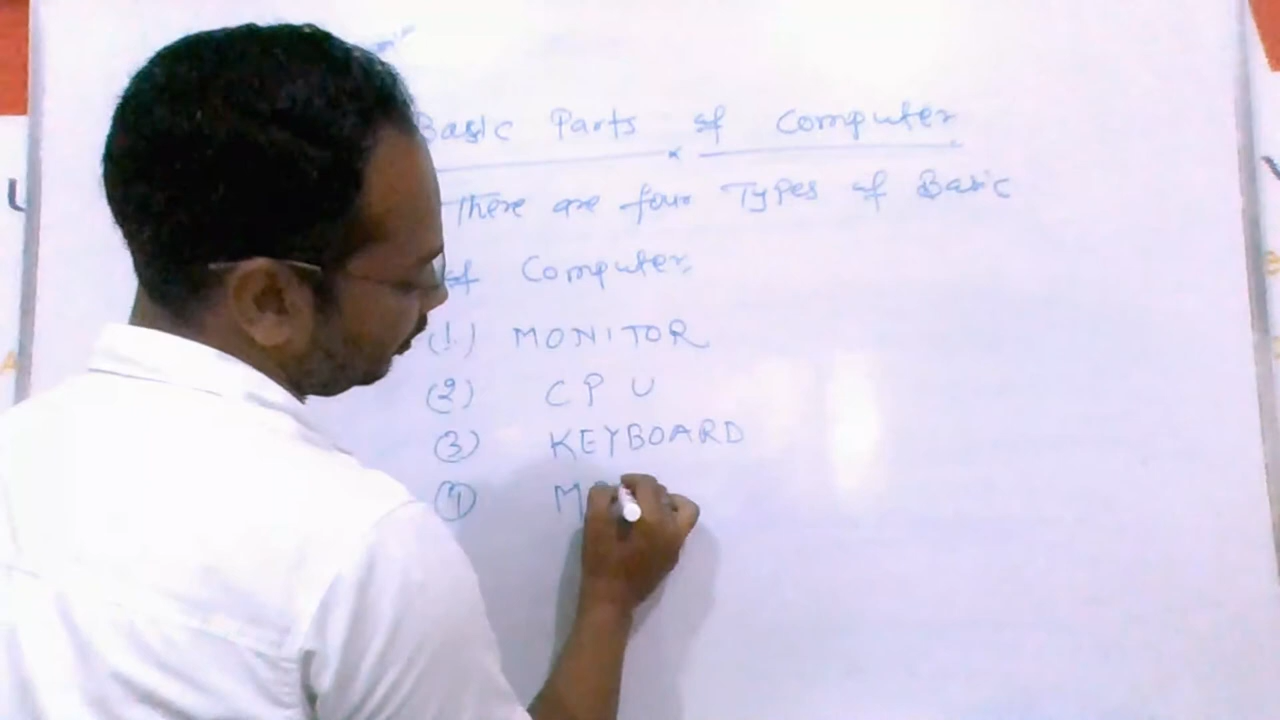 Basic Parts of Computer
There are four Types of Basic
of Computer.
(1.) MONITOR
(2) CPU
(3) KEYBOARD
(4) MO